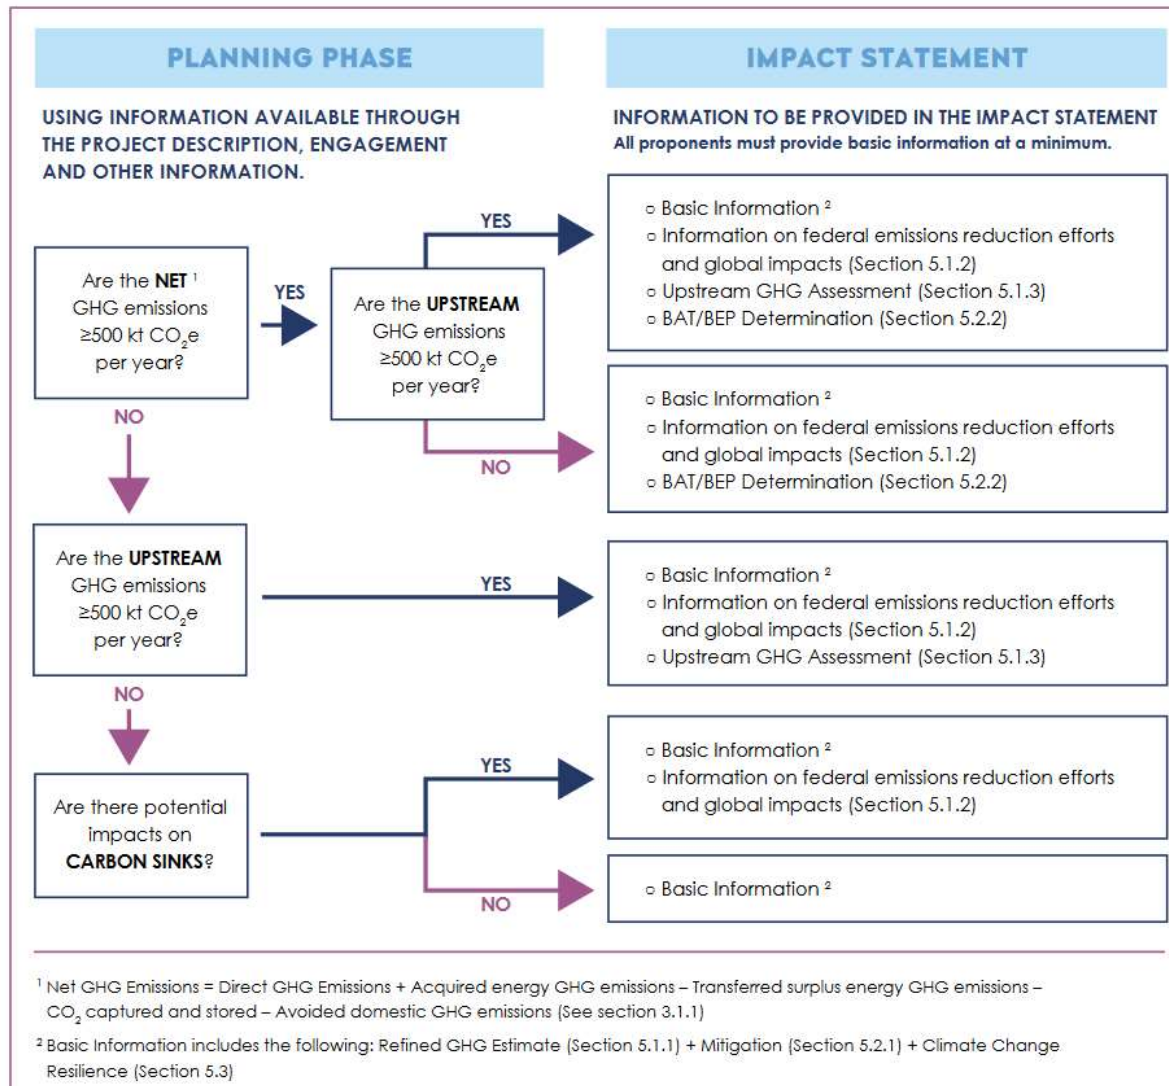 PLANNING PHASE
IMPACT STATEMENT
USING INFORMATION AVAILABLE THROUGH
THE PROJECT DESCRIPTION, ENGAGEMENT
AND OTHER INFORMATION.
INFORMATION TO BE PROVIDED IN THE IMPACT STATEMENT
All proponents must provide basic information at a minimum.
Are the NET ¹
GHG emissions
≥500 kt CO₂e
per year?
YES
NO
Are the UPSTREAM
GHG emissions
≥500 kt CO₂e
per year?
YES
○ Basic Information ²
○ Information on federal emissions reduction efforts
and global impacts (Section 5.1.2)
○ Upstream GHG Assessment (Section 5.1.3)
○ BAT/BEP Determination (Section 5.2.2)
NO
○ Basic Information ²
○ Information on federal emissions reduction efforts
and global impacts (Section 5.1.2)
○ BAT/BEP Determination (Section 5.2.2)
Are the UPSTREAM
GHG emissions
≥500 kt CO₂e
per year?
YES
○ Basic Information ²
○ Information on federal emissions reduction efforts
and global impacts (Section 5.1.2)
○ Upstream GHG Assessment (Section 5.1.3)
NO
Are there potential
impacts on
CARBON SINKS?
YES
○ Basic Information ²
○ Information on federal emissions reduction efforts
and global impacts (Section 5.1.2)
NO
○ Basic Information ²
¹ Net GHG Emissions = Direct GHG Emissions + Acquired energy GHG emissions – Transferred surplus energy GHG emissions –
CO₂ captured and stored – Avoided domestic GHG emissions (See section 3.1.1)
² Basic Information includes the following: Refined GHG Estimate (Section 5.1.1) + Mitigation (Section 5.2.1) + Climate Change
Resilience (Section 5.3)